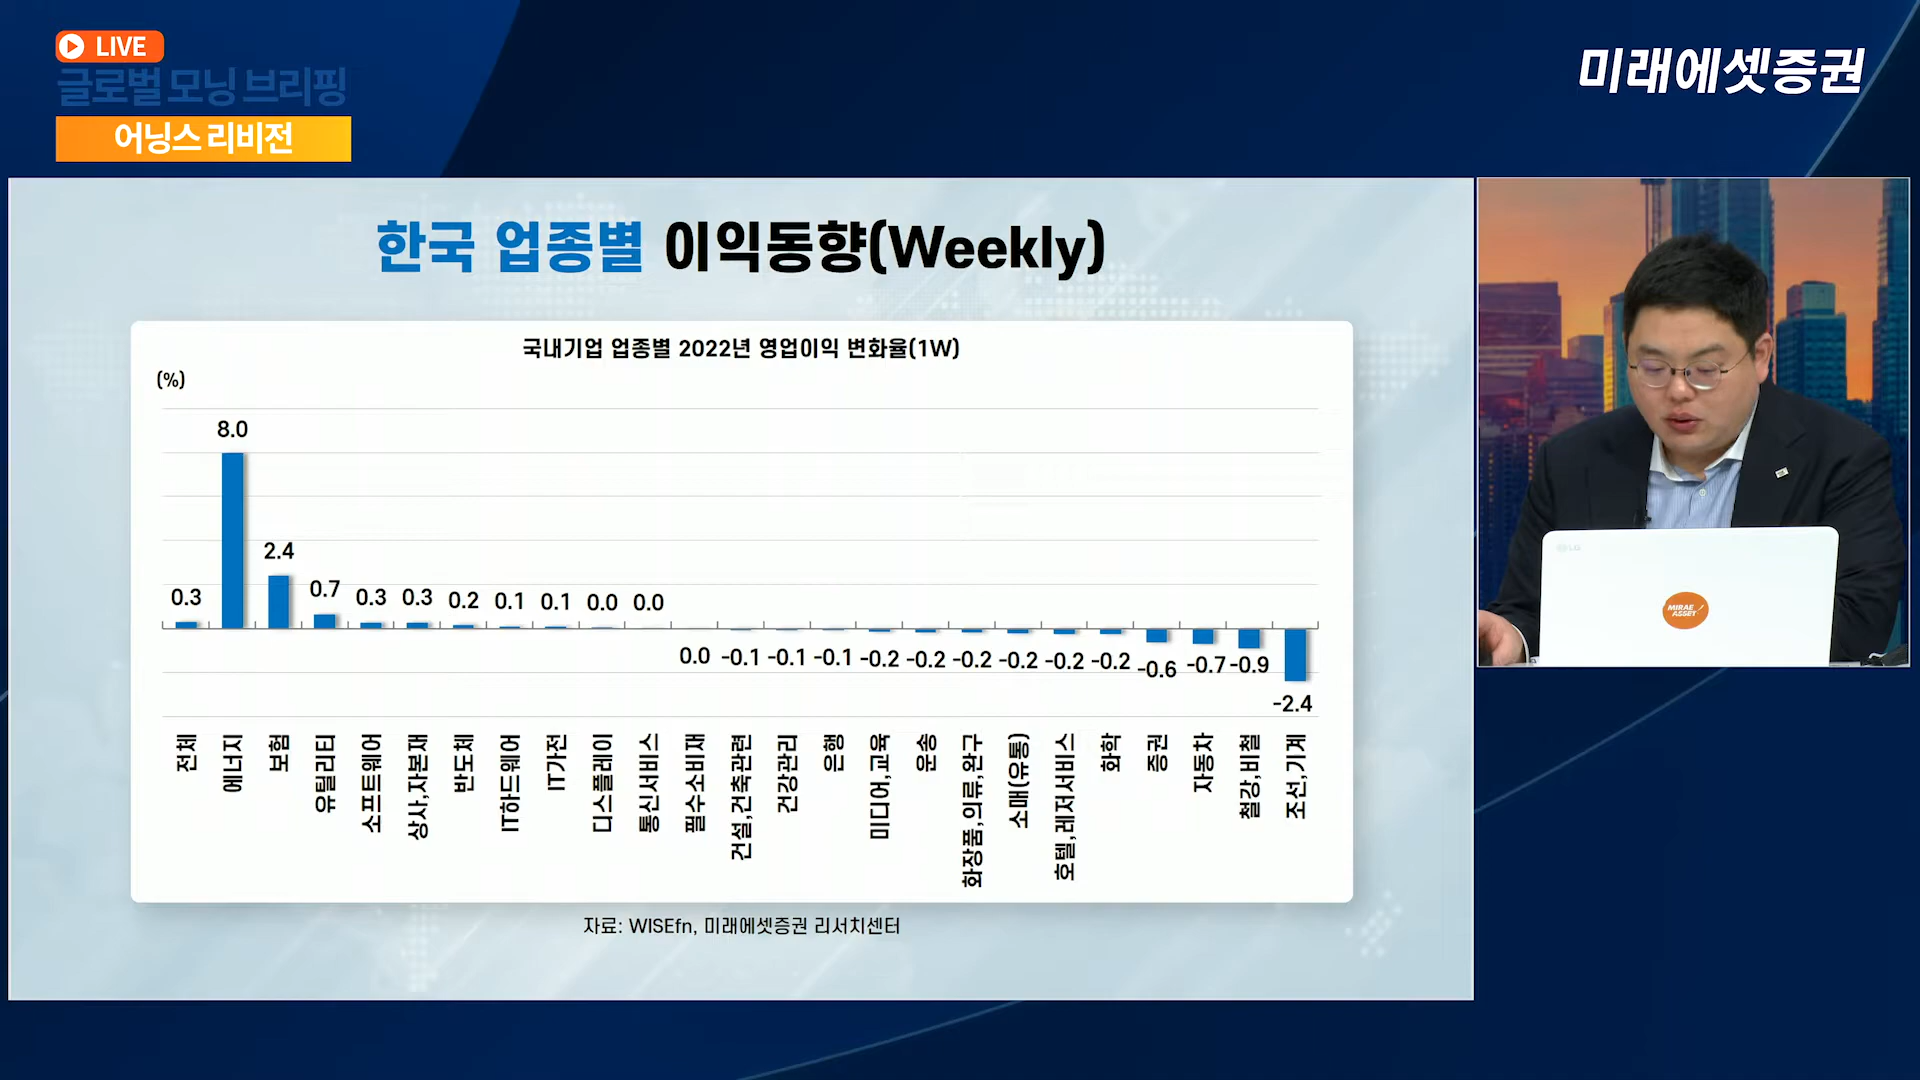 LIVE
글로벌 모닝 브리핑
어닝스 리비전
미래에셋증권
한국 업종별 이익동향(Weekly)
국내기업 업종별 2022년 영업이익 변화율(1W)
(%)
8.0
2.4
0.3
0.7
0.3
0.3
0.2
0.1
0.1
0.0
0.0
0.0
-0.1
-0.1
-0.1
-0.2
-0.2
-0.2
-0.2
-0.2
-0.2
-0.6
-0.7
-0.9
-2.4
전체
에너지
보험
유틸리티
소프트웨어
상사,자본재
반도체
IT하드웨어
IT가전
디스플레이
통신서비스
필수소비재
건설,건축관련
건강관리
은행
미디어,교육
운송
화장품,의류,완구
소매(유통)
호텔,레저서비스
화학
증권
자동차
철강,비철
조선,기계
자료: WISEfn, 미래에셋증권 리서치센터
LG
MIRAE
ASSET